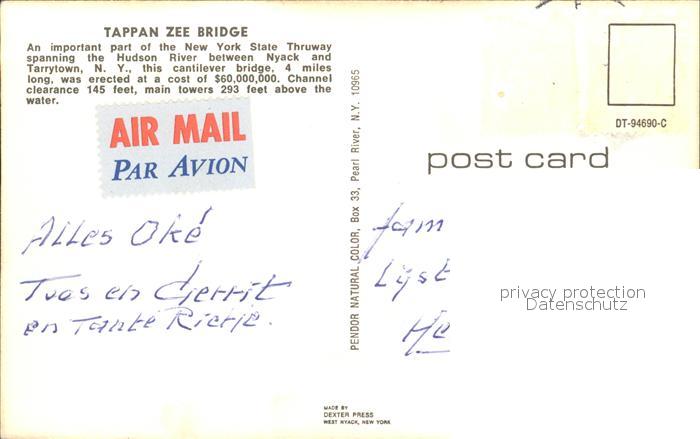 TAPPAN ZEE BRIDGE
An important part of the New York State Thruway
spanning the Hudson River between Nyack and
Tarrytown, N. Y., this cantilever bridge, 4 miles
long, was erected at a cost of $60,000,000. Channel
clearance 145 feet, main towers 293 feet above the
water.
AIR MAIL
PAR AVION
Alles Oké
en Gerrit
en Tante Rietje.
PENDOR NATURAL COLOR, Box 33, Pearl River, N.Y. 10965
MADE BY
DEXTER PRESS
WEST NYACK, NEW YORK
DT-94690-C
post card
fam
Lijst
He
privacy protection
Datenschutz